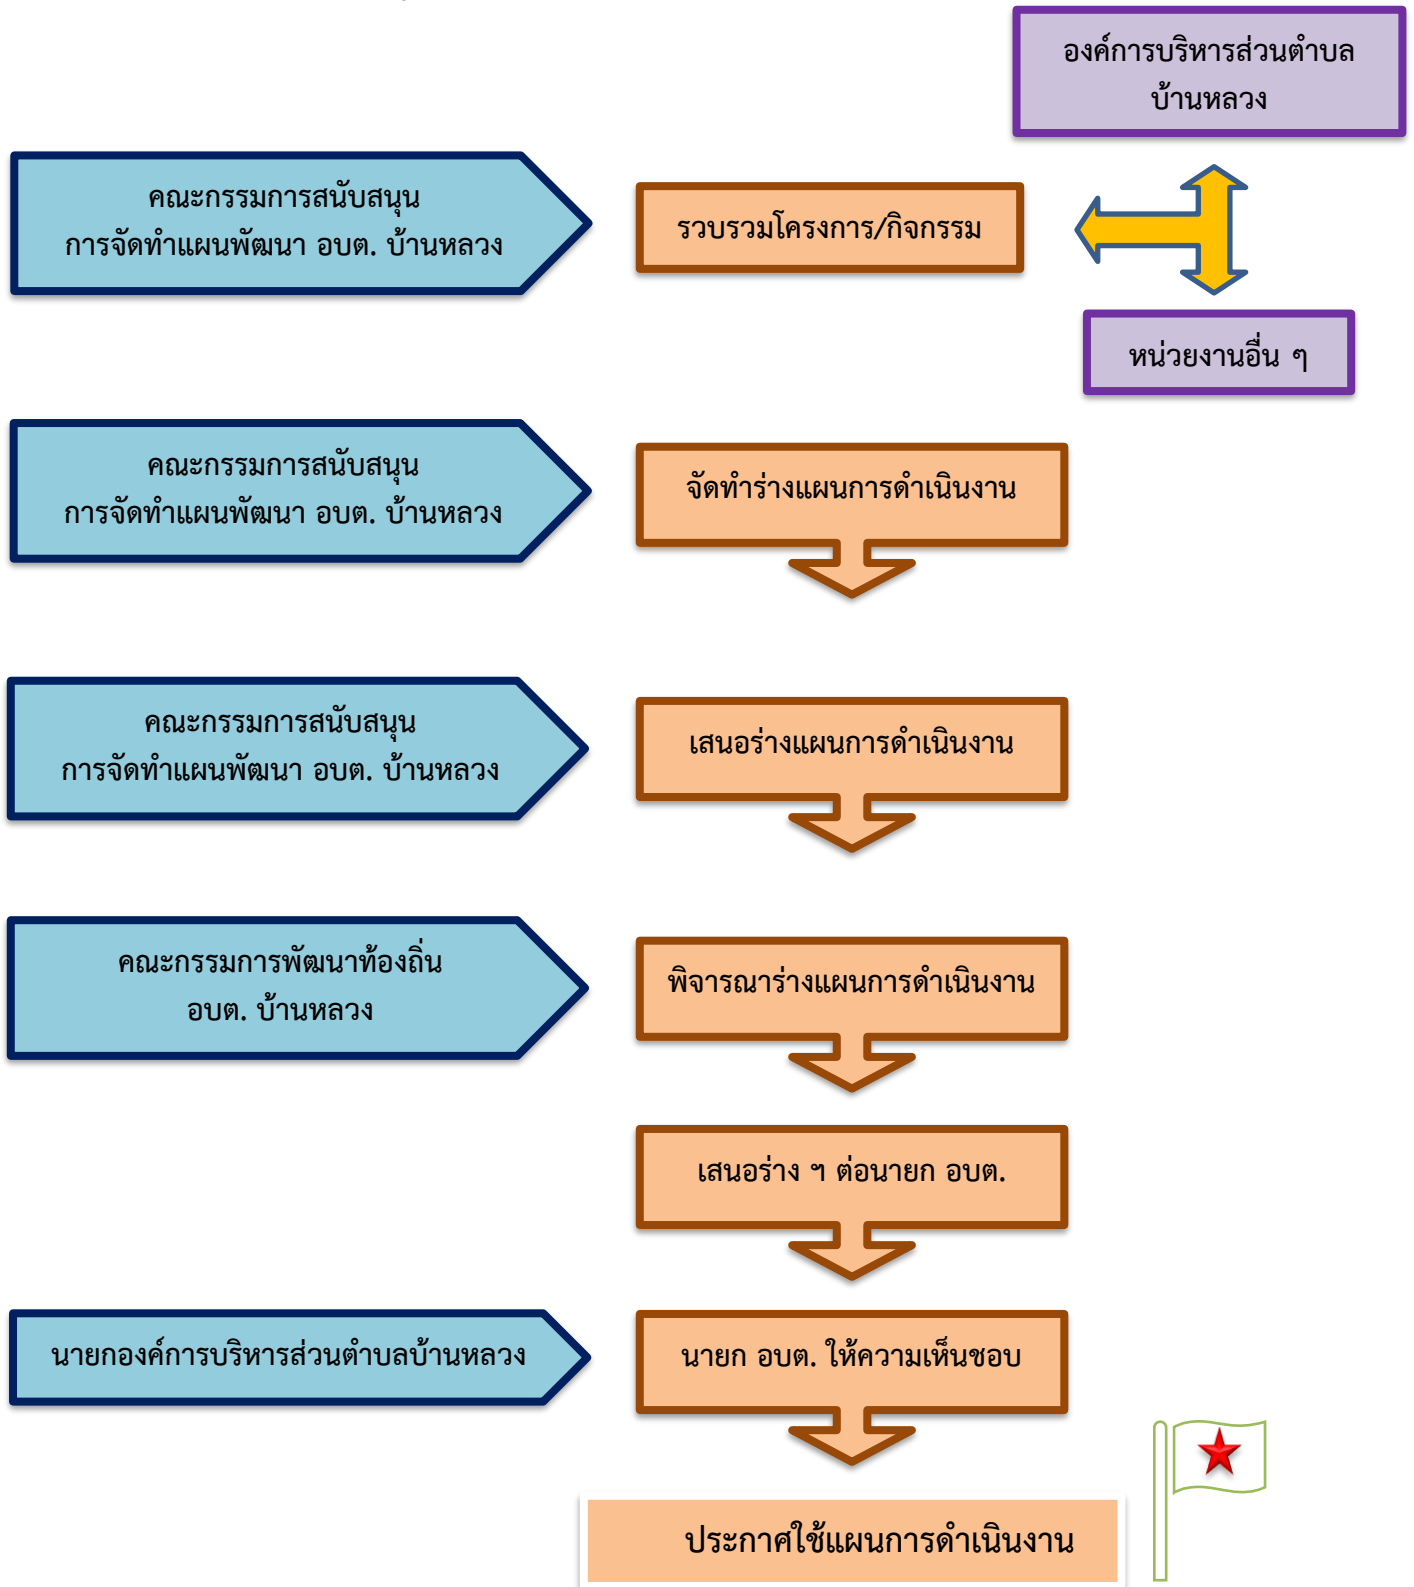 องค์การบริหารส่วนตำบล
บ้านหลวง
คณะกรรมการสนับสนุน
การจัดทำแผนพัฒนา อบต. บ้านหลวง
รวบรวมโครงการ/กิจกรรม
หน่วยงานอื่น ๆ
คณะกรรมการสนับสนุน
การจัดทำแผนพัฒนา อบต. บ้านหลวง
จัดทำร่างแผนการดำเนินงาน
คณะกรรมการสนับสนุน
การจัดทำแผนพัฒนา อบต. บ้านหลวง
เสนอร่างแผนการดำเนินงาน
คณะกรรมการพัฒนาท้องถิ่น
อบต. บ้านหลวง
พิจารณาร่างแผนการดำเนินงาน
เสนอร่าง ฯ ต่อนายก อบต.
นายกองค์การบริหารส่วนตำบลบ้านหลวง
นายก อบต. ให้ความเห็นชอบ
ประกาศใช้แผนการดำเนินงาน